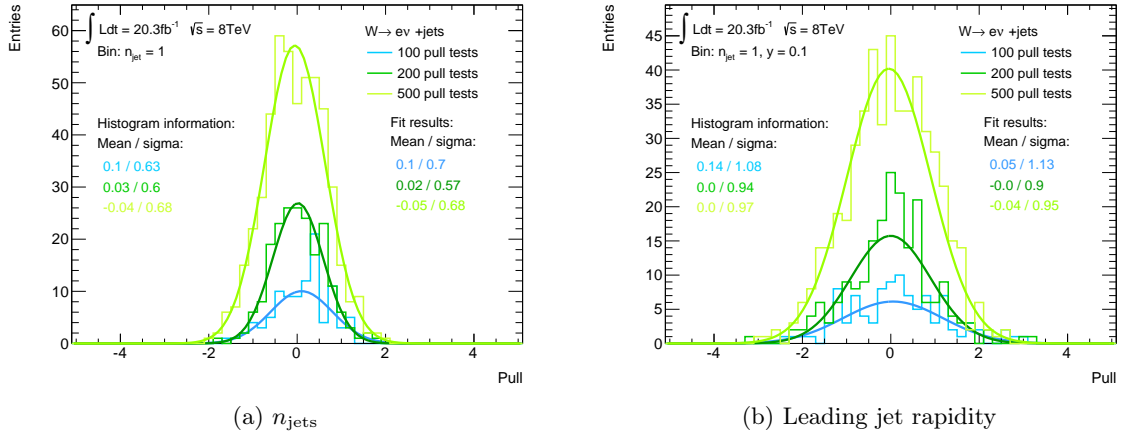 Entries
∫ Ldt = 20.3fb⁻¹ √s = 8TeV
Bin: n_jet = 1
W→ eν +jets
100 pull tests
200 pull tests
500 pull tests
Histogram information:
Mean / sigma:
0.1 / 0.63
0.03 / 0.6
-0.04 / 0.68
Fit results:
Mean / sigma:
0.1 / 0.7
0.02 / 0.57
-0.05 / 0.68
60
50
40
30
20
10
0
-4 -2 0 2 4
Pull
(a) n_jets
Entries
∫ Ldt = 20.3fb⁻¹ √s = 8TeV
Bin: n_jet = 1, y = 0.1
W→ eν +jets
100 pull tests
200 pull tests
500 pull tests
Histogram information:
Mean / sigma:
0.14 / 1.08
0.0 / 0.94
0.0 / 0.97
Fit results:
Mean / sigma:
0.05 / 1.13
-0.0 / 0.9
-0.04 / 0.95
45
40
35
30
25
20
15
10
5
0
-4 -2 0 2 4
Pull
(b) Leading jet rapidity